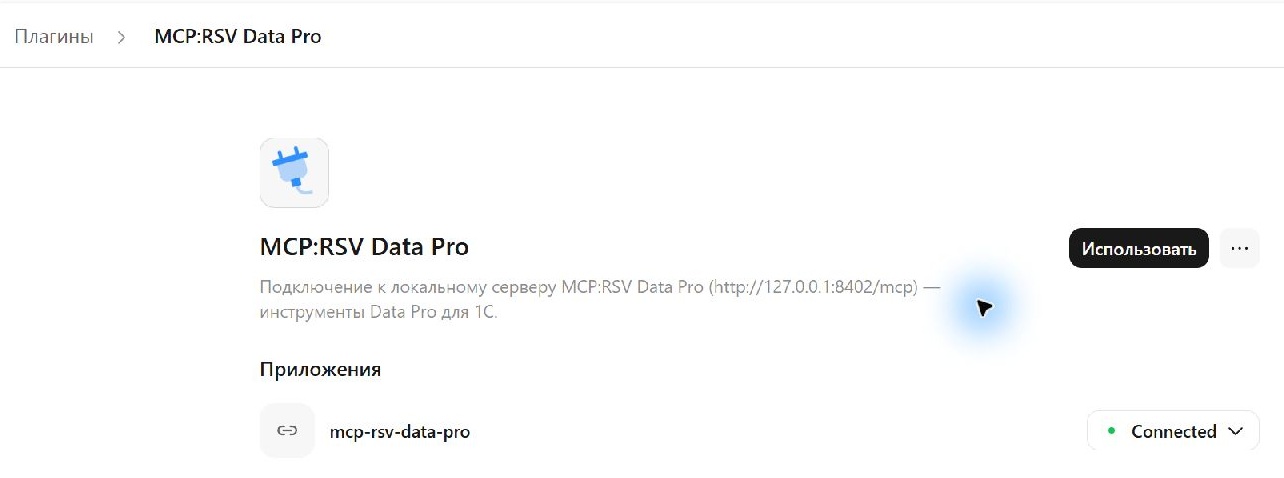 Плагины > MCP:RSV Data Pro
MCP:RSV Data Pro
Использовать ...
Подключение к локальному серверу MCP:RSV Data Pro (http://127.0.0.1:8402/mcp) —
инструменты Data Pro для 1С.
Приложения
mcp-rsv-data-pro
Connected